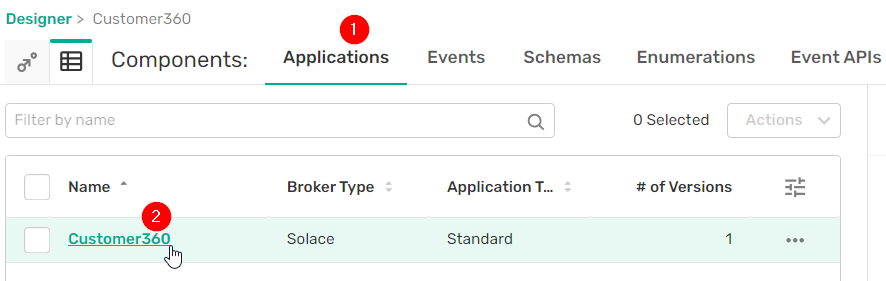 Designer > Customer360
1
Components: Applications Events Schemas Enumerations Event APIs
Filter by name 0 Selected Actions
Name Broker Type Application T... # of Versions
2
Customer360 Solace Standard 1